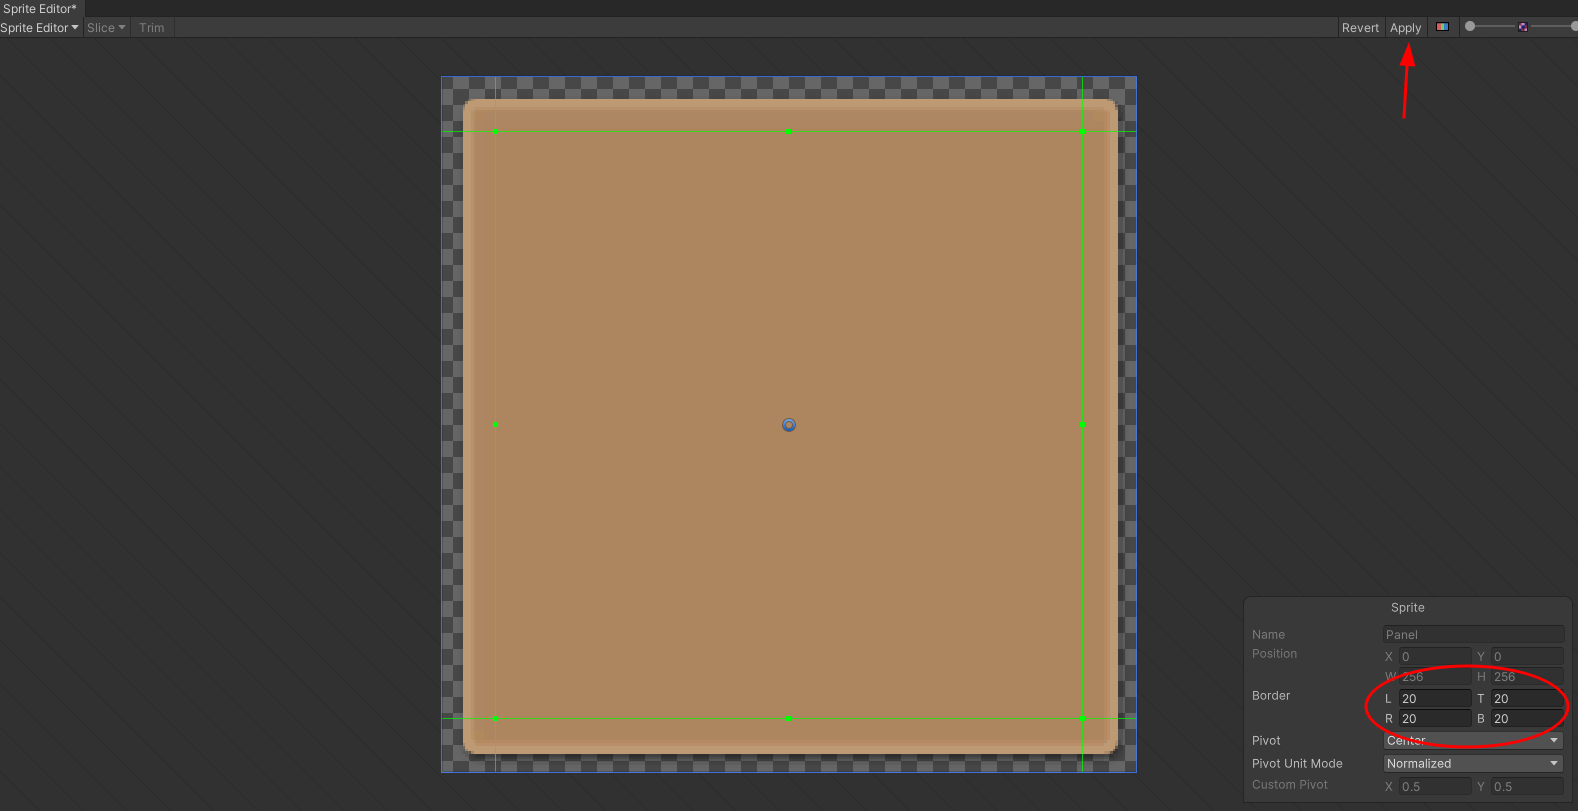 Sprite Editor*
Sprite Editor Slice Trim Revert Apply
Sprite
Name Panel
Position X 0 Y 0
W 256 H 256
Border L 20 T 20
R 20 B 20
Pivot Center
Pivot Unit Mode Normalized
Custom Pivot X 0.5 Y 0.5